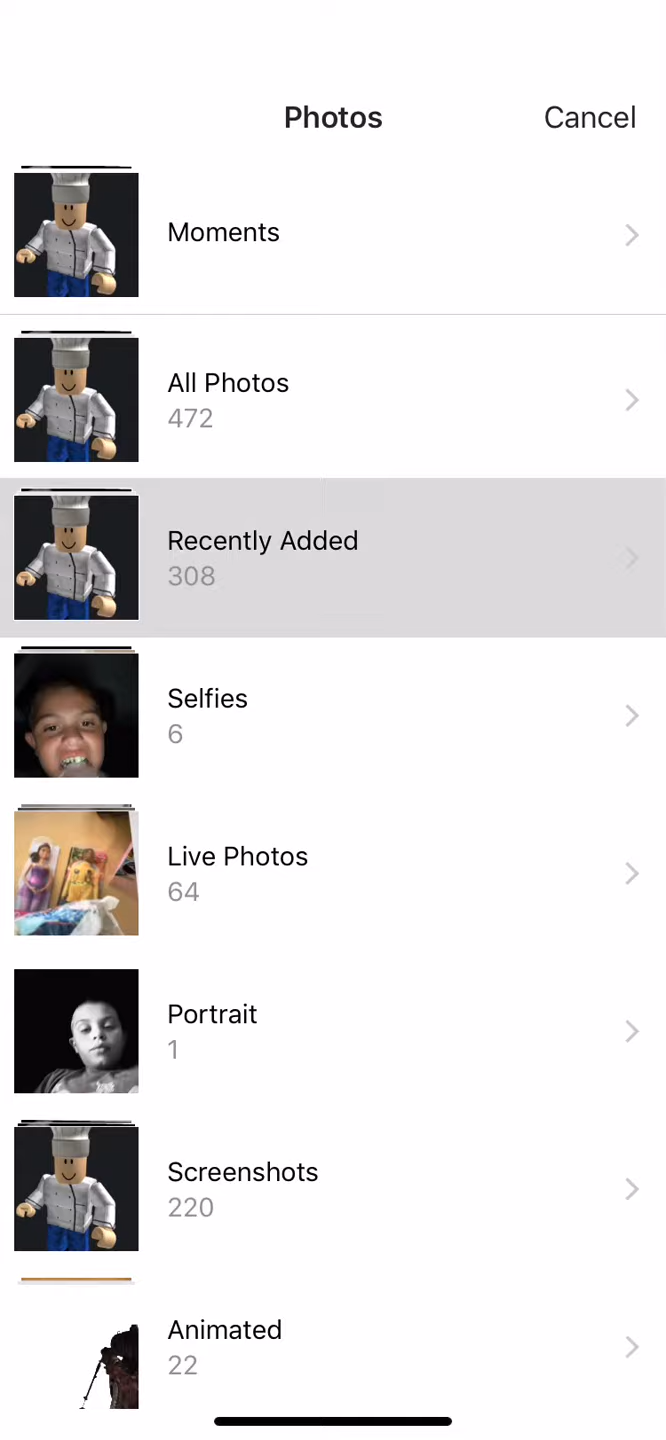 Photos
Cancel
Moments
All Photos
472
Recently Added
308
Selfies
6
Live Photos
64
Portrait
1
Screenshots
220
Animated
22